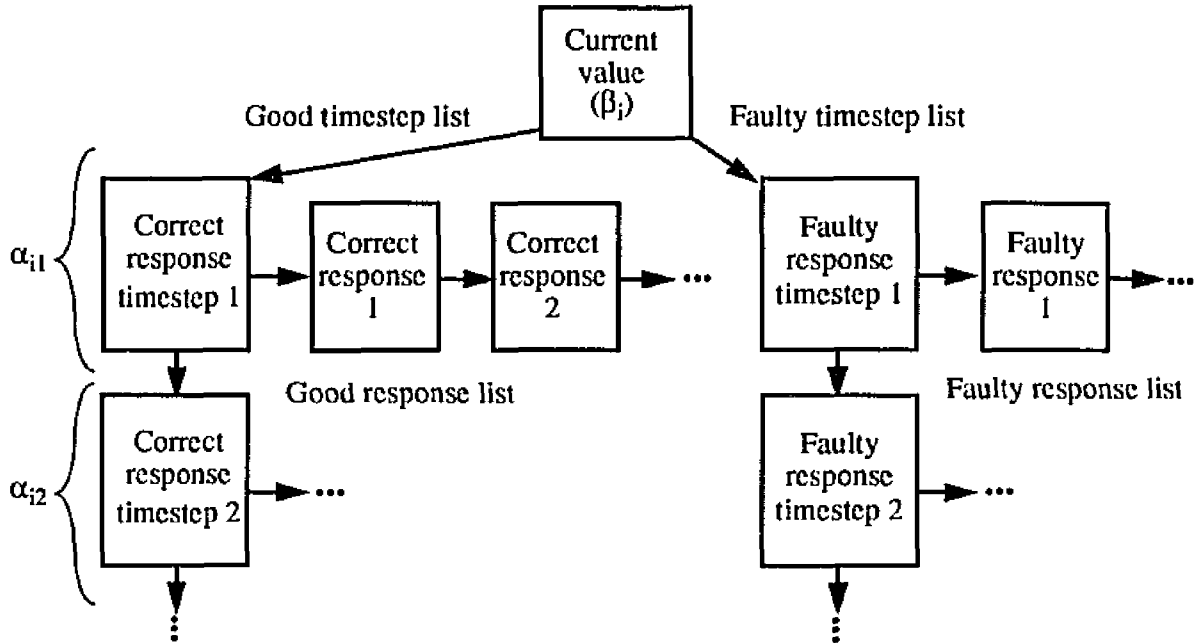 Current
value
(βi)
Good timestep list
Faulty timestep list
αi1
Correct
response
timestep 1
Correct
response
1
Correct
response
2
•••
Faulty
response
timestep 1
Faulty
response
1
•••
Good response list
Faulty response list
αi2
Correct
response
timestep 2
•••
Faulty
response
timestep 2
•••